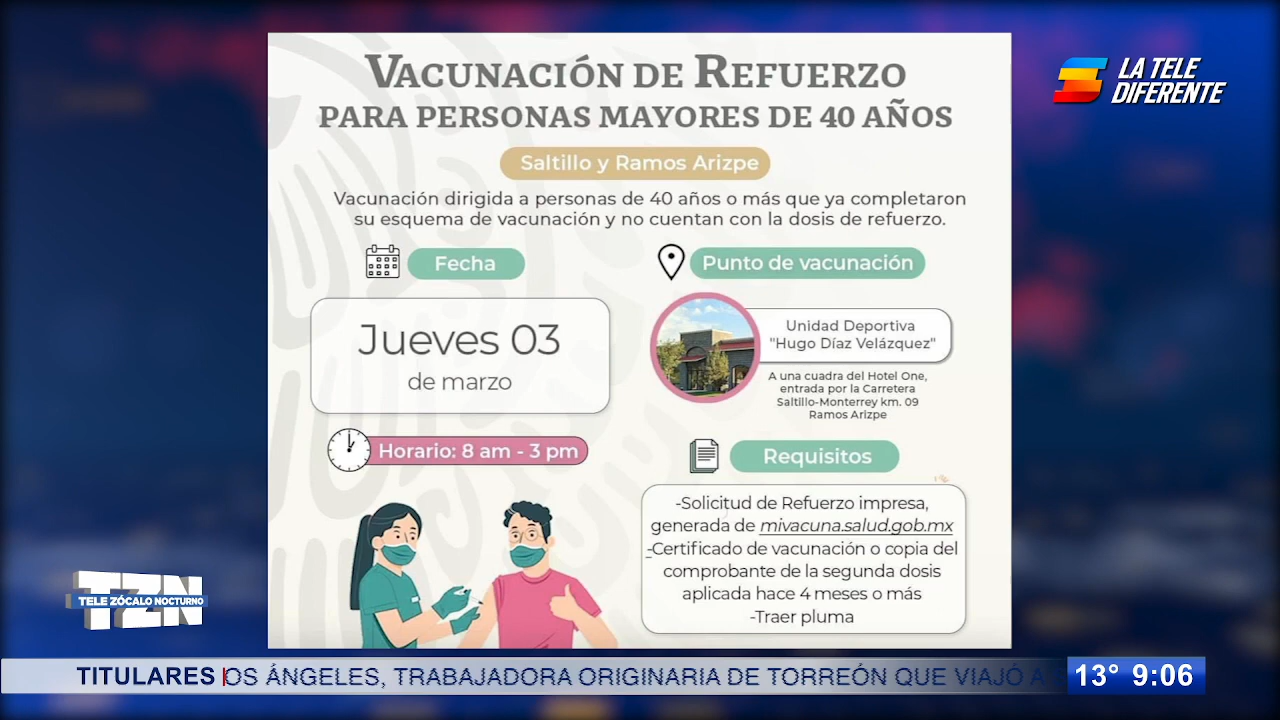 VACUNACIÓN DE REFUERZO
PARA PERSONAS MAYORES DE 40 AÑOS
LA TELE
DIFERENTE
Saltillo y Ramos Arizpe
Vacunación dirigida a personas de 40 años o más que ya completaron
su esquema de vacunación y no cuentan con la dosis de refuerzo.
Fecha
Jueves 03
de marzo
Horario: 8 am - 3 pm
Punto de vacunación
Unidad Deportiva
"Hugo Díaz Velázquez"
A una cuadra del Hotel One,
entrada por la Carretera
Saltillo-Monterrey km. 09
Ramos Arizpe
Requisitos
-Solicitud de Refuerzo impresa,
generada de mivacuna.salud.gob.mx
-Certificado de vacunación o copia del
comprobante de la segunda dosis
aplicada hace 4 meses o más
-Traer pluma
TZN
TELE ZÓCALO NOCTURNO
TITULARES OS ÁNGELES, TRABAJADORA ORIGINARIA DE TORREÓN QUE VIAJÓ A
13° 9:06